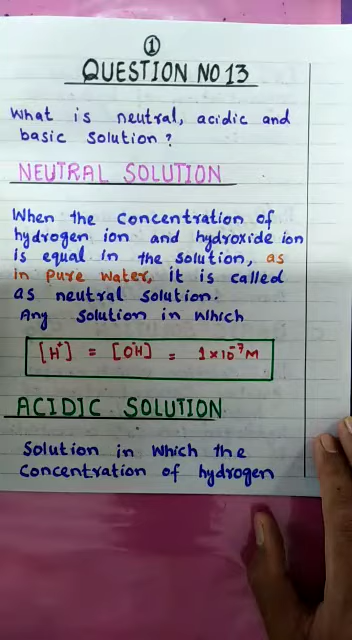 ①
QUESTION NO 13
What is neutral, acidic and
basic solution?
NEUTRAL SOLUTION
When the concentration of
hydrogen ion and hydroxide ion
is equal in the solution, as
in pure water, it is called
as neutral solution.
Any solution in which
[H⁺] = [OH⁻] = 1×10⁻⁷M
ACIDIC SOLUTION
Solution in which the
concentration of hydrogen